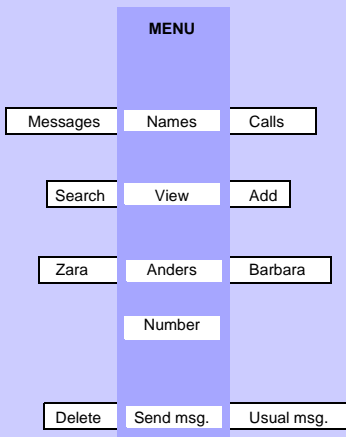 MENU
Messages Names Calls
Search View Add
Zara Anders Barbara
Number
Delete Send msg. Usual msg.